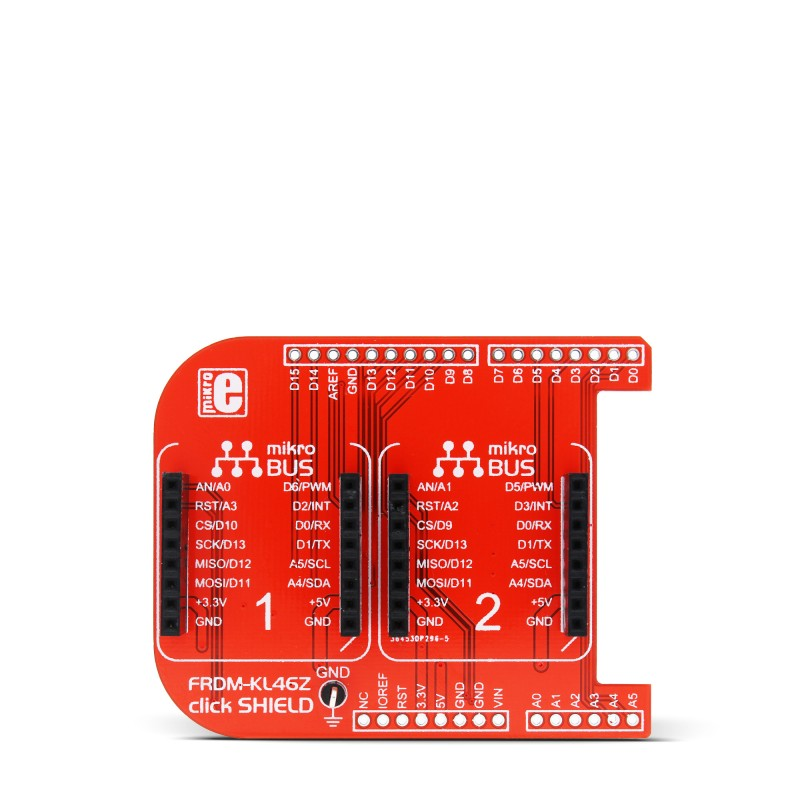 D15 D14 AREF GND D13 D12 D11 D10 D9 D8
D7 D6 D5 D4 D3 D2 D1 D0
mikro
e
mikro
BUS
AN/A0 D6/PWM
RST/A3 D2/INT
CS/D10 D0/RX
SCK/D13 D1/TX
MISO/D12 A5/SCL
MOSI/D11 A4/SDA
+3.3V +5V
GND GND
1
mikro
BUS
AN/A1 D5/PWM
RST/A2 D3/INT
CS/D9 D0/RX
SCK/D13 D1/TX
MISO/D12 A5/SCL
MOSI/D11 A4/SDA
+3.3V +5V
GND GND
2
FRDM-KL46Z
click SHIELD
GND
NC IOREF RST 3.3V 5V GND GND VIN
A0 A1 A2 A3 A4 A5